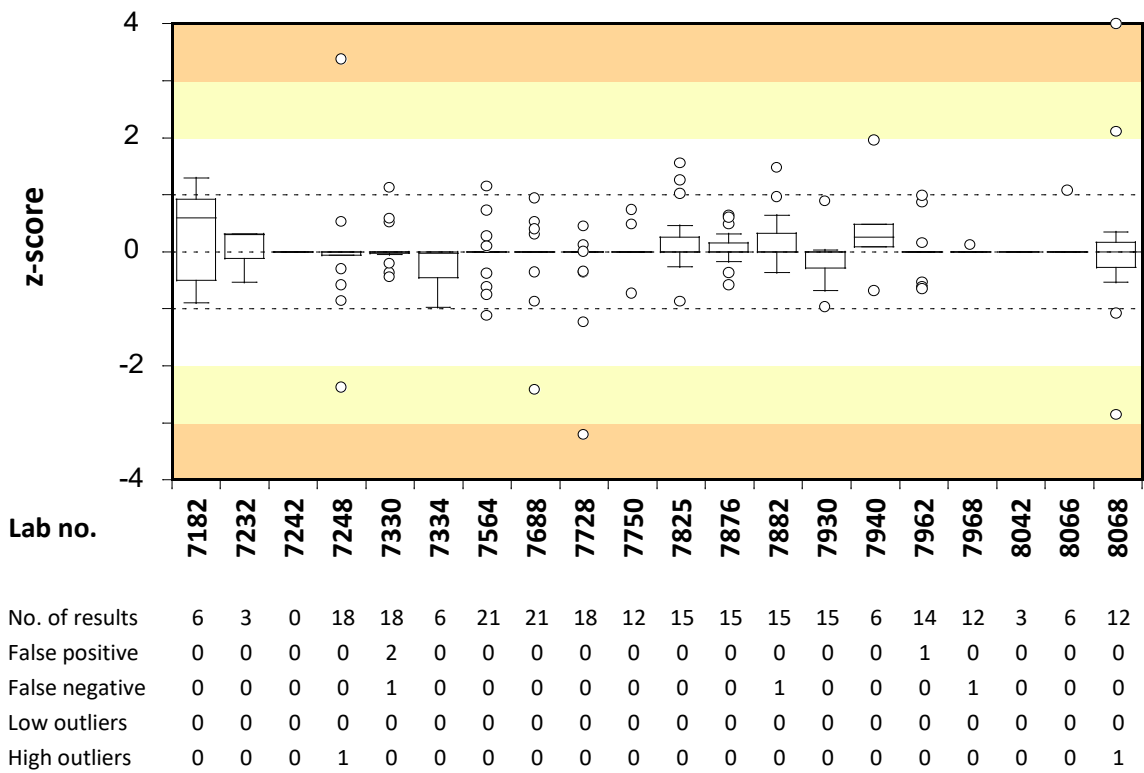 4
2
0
-2
-4
z-score
Lab no. 7182 7232 7242 7248 7330 7334 7564 7688 7728 7750 7825 7876 7882 7930 7940 7962 7968 8042 8066 8068
No. of results 6 3 0 18 18 6 21 21 18 12 15 15 15 15 6 14 12 3 6 12
False positive 0 0 0 0 2 0 0 0 0 0 0 0 0 0 0 1 0 0 0 0
False negative 0 0 0 0 1 0 0 0 0 0 0 0 1 0 0 0 1 0 0 0
Low outliers 0 0 0 0 0 0 0 0 0 0 0 0 0 0 0 0 0 0 0 0
High outliers 0 0 0 1 0 0 0 0 0 0 0 0 0 0 0 0 0 0 0 1